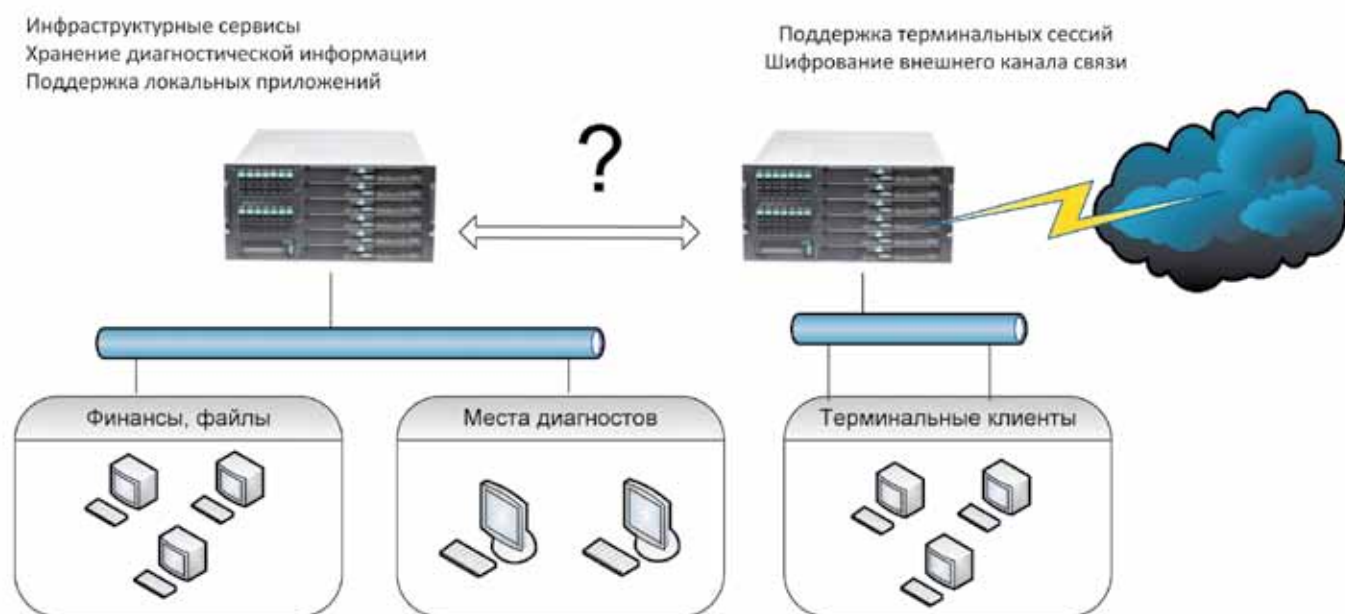 Инфраструктурные сервисы
Хранение диагностической информации
Поддержка локальных приложений
Поддержка терминальных сессий
Шифрование внешнего канала связи
?
Финансы, файлы
Места диагностов
Терминальные клиенты